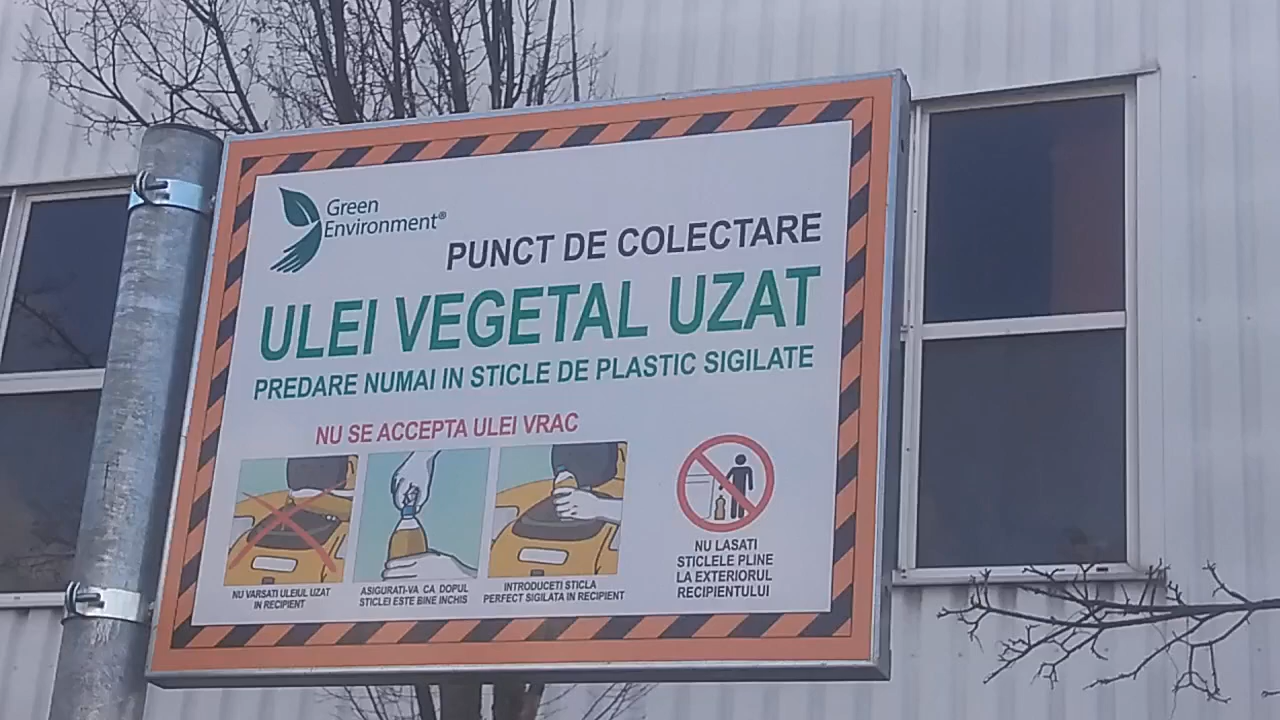 Green
Environment®
PUNCT DE COLECTARE
ULEI VEGETAL UZAT
PREDARE NUMAI IN STICLE DE PLASTIC SIGILATE
NU SE ACCEPTA ULEI VRAC
NU VARSATI ULEIUL UZAT
IN RECIPIENT
ASIGURATI-VA CA DOPUL
STICLEI ESTE BINE INCHIS
INTRODUCETI STICLA
PERFECT SIGILATA IN RECIPIENT
NU LASATI
STICLELE PLINE
LA EXTERIORUL
RECIPIENTULUI